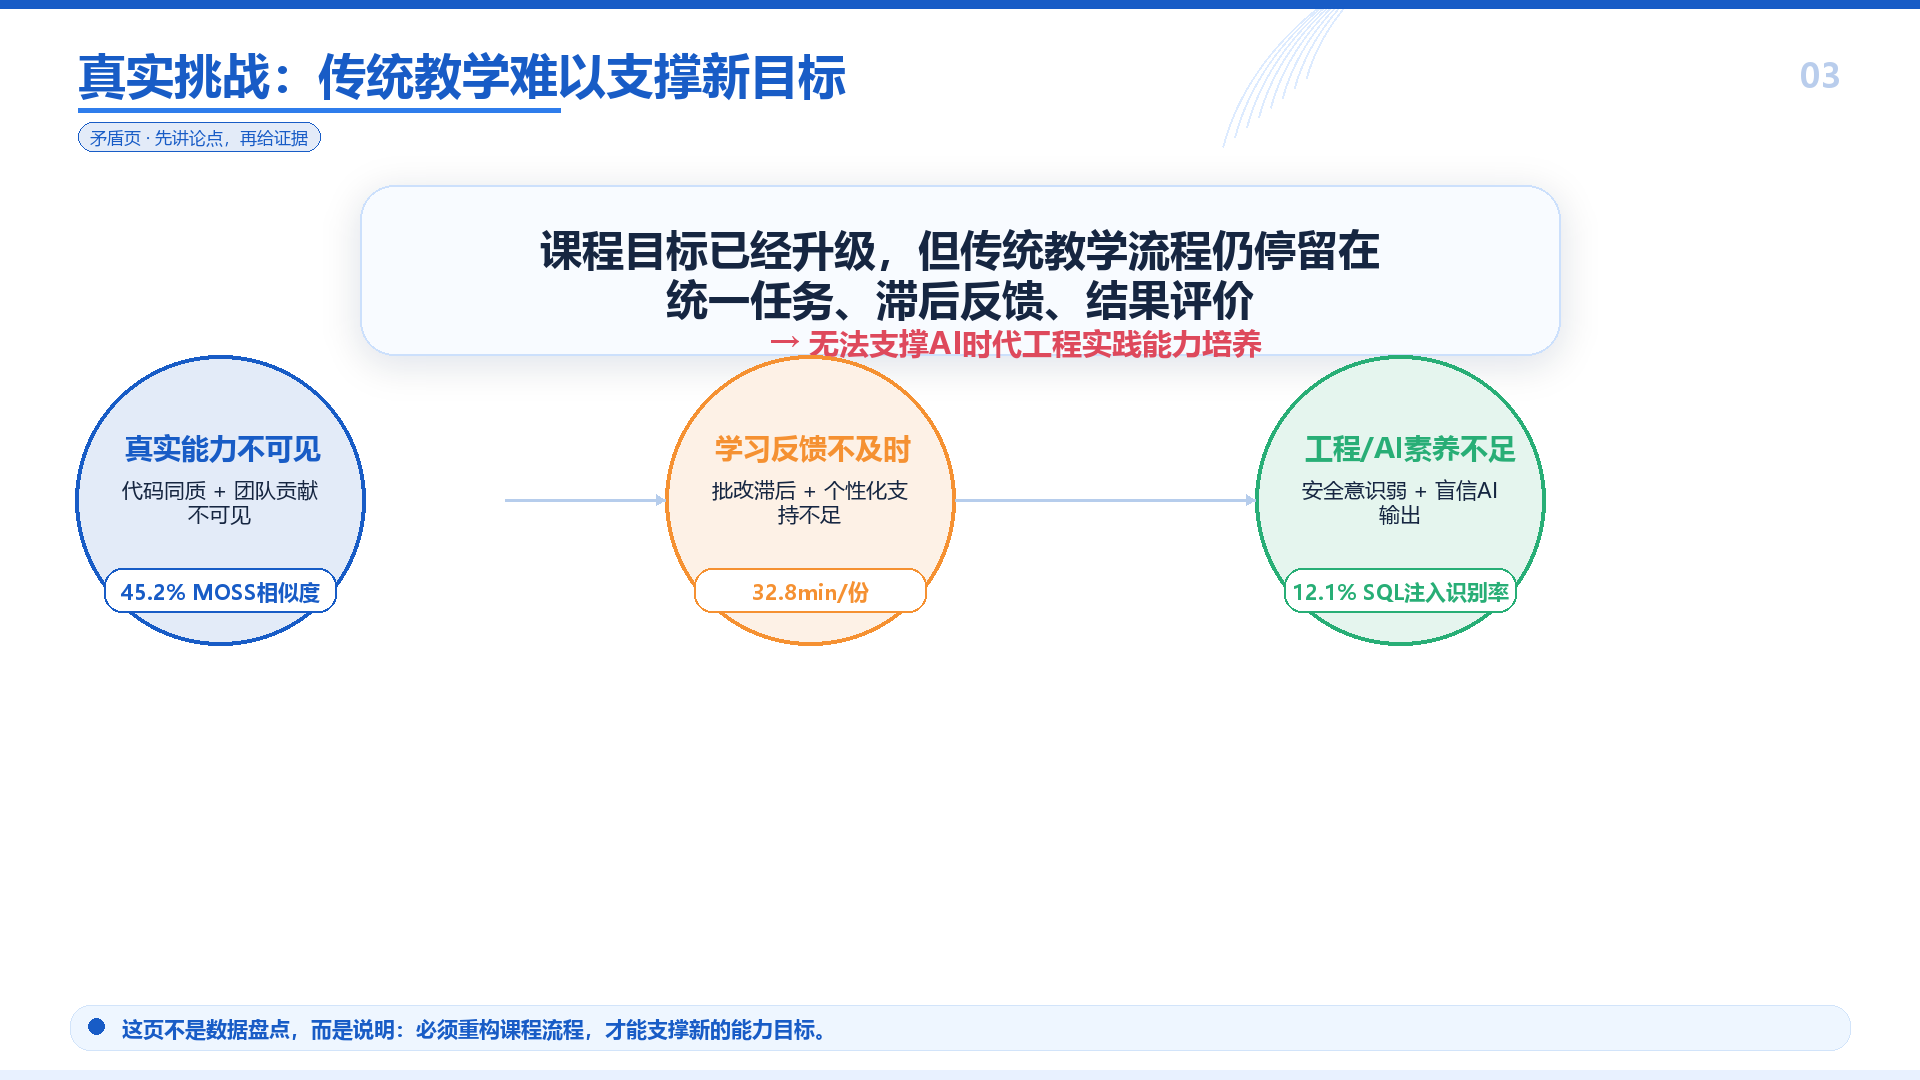 真实挑战：传统教学难以支撑新目标
03
矛盾页 · 先讲论点，再给证据
课程目标已经升级，但传统教学流程仍停留在
统一任务、滞后反馈、结果评价
→ 无法支撑AI时代工程实践能力培养
真实能力不可见
代码同质 + 团队贡献
不可见
45.2% MOSS相似度
学习反馈不及时
批改滞后 + 个性化支
持不足
32.8min/份
工程/AI素养不足
安全意识弱 + 盲信AI
输出
12.1% SQL注入识别率
这页不是数据盘点，而是说明：必须重构课程流程，才能支撑新的能力目标。